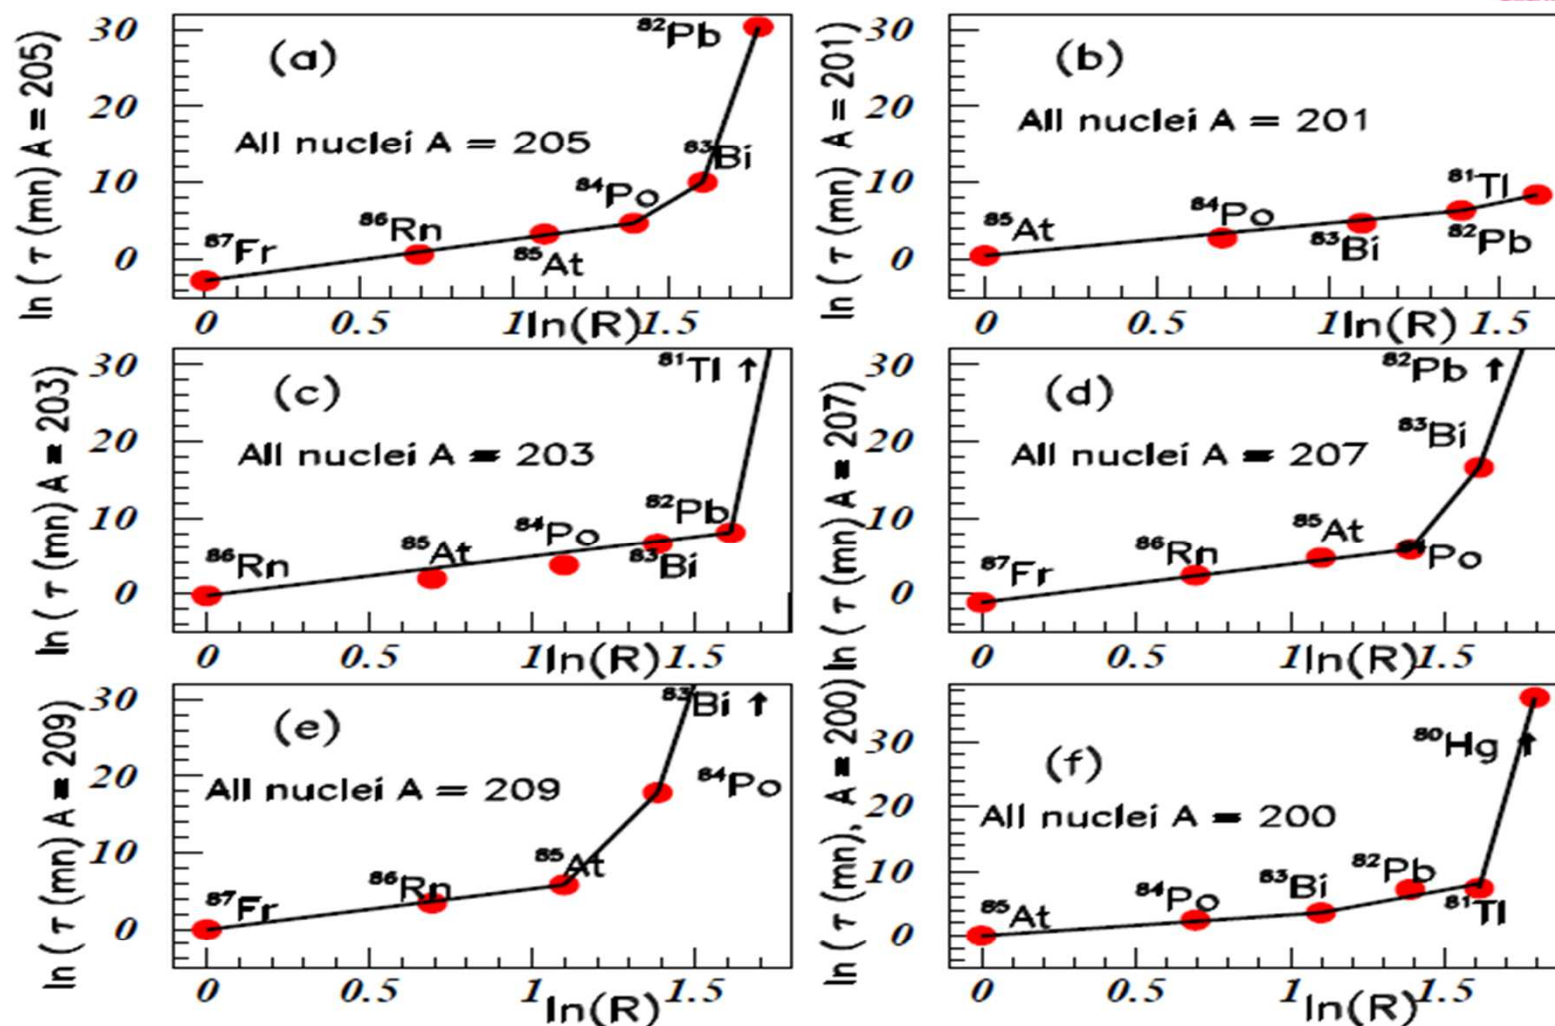 ln ( τ (mn) A = 205)
30
20
10
0
(a)
All nuclei A = 205
⁸⁷Fr
⁸⁶Rn
⁸⁵At
⁸⁴Po
⁸³Bi
⁸²Pb
0 0.5 1 ln(R) 1.5
ln ( τ (mn) A = 201)
30
20
10
0
(b)
All nuclei A = 201
⁸⁵At
⁸⁴Po
⁸³Bi
⁸²Pb
⁸¹Tl
0 0.5 1 ln(R) 1.5
ln ( τ (mn) A = 203)
30
20
10
0
(c)
All nuclei A = 203
⁸⁶Rn
⁸⁵At
⁸⁴Po
⁸³Bi
⁸²Pb
⁸¹Tl ↑
0 0.5 1 ln(R) 1.5
ln ( τ (mn) A = 207)
30
20
10
0
(d)
All nuclei A = 207
⁸⁷Fr
⁸⁶Rn
⁸⁵At
⁸⁴Po
⁸³Bi
⁸²Pb ↑
0 0.5 1 ln(R) 1.5
ln ( τ (mn) A = 209)
30
20
10
0
(e)
All nuclei A = 209
⁸⁷Fr
⁸⁶Rn
⁸⁵At
⁸⁴Po
⁸³Bi ↑
0 0.5 1 ln(R) 1.5
ln ( τ (mn), A = 200)
30
20
10
0
(f)
All nuclei A = 200
⁸⁵At
⁸⁴Po
⁸³Bi
⁸²Pb
⁸¹Tl
⁸⁰Hg ↑
0 0.5 1 ln(R) 1.5